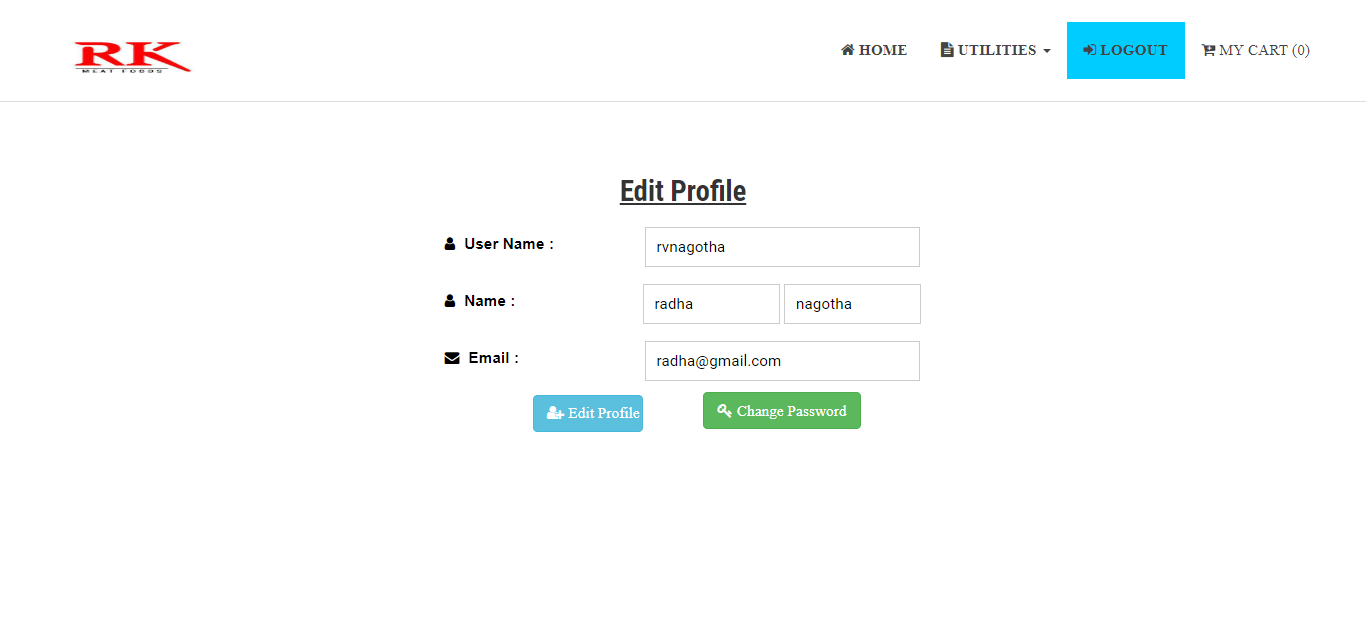 RK
MEAT FOODS
HOME UTILITIES LOGOUT MY CART (0)
Edit Profile
User Name : rvnagotha
Name : radha nagotha
Email : radha@gmail.com
Edit Profile Change Password